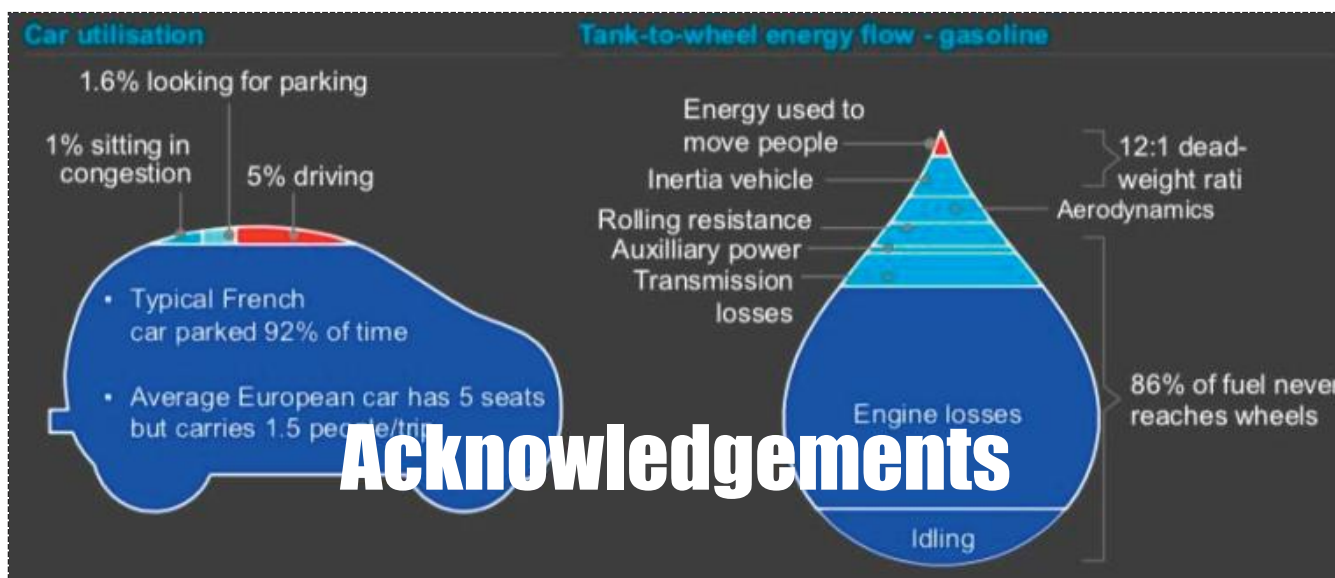 Car utilisation
1.6% looking for parking
1% sitting in
congestion
5% driving
• Typical French
car parked 92% of time
• Average European car has 5 seats
but carries 1.5 people/trip
Tank-to-wheel energy flow - gasoline
Energy used to
move people
Inertia vehicle
Rolling resistance
Auxilliary power
Transmission
losses
12:1 dead-
weight rati
Aerodynamics
Engine losses
86% of fuel never
reaches wheels
Idling
Acknowledgements